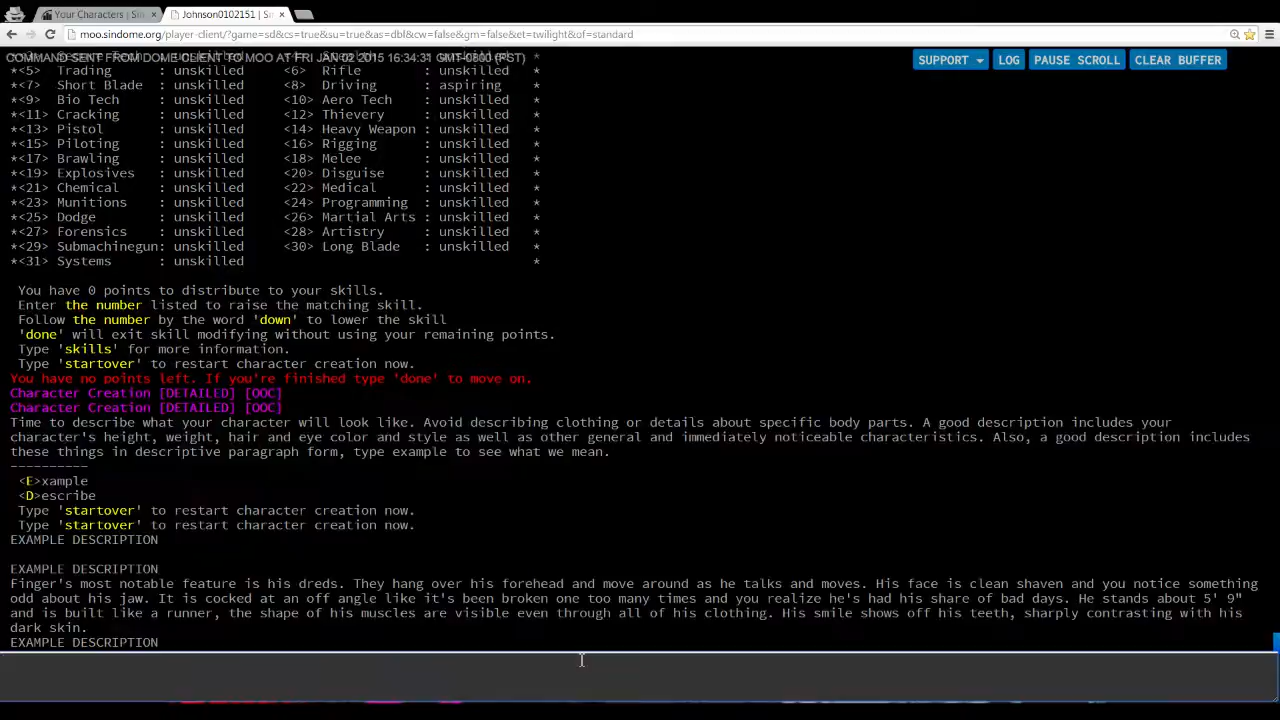 Your Characters | Sin
Johnson0102151 | Sin
moo.sindome.org/player-client/?game=sd&cs=true&su=true&as=dbl&cw=false&gm=false&et=twilight&of=standard
COMMAND SENT FROM DOME CLIENT TO MOO AT FRI JAN 02 2015 16:34:31 GMT-0800 (PST) *
SUPPORT LOG PAUSE SCROLL CLEAR BUFFER
*<5> Trading : unskilled <6> Rifle : unskilled *
*<7> Short Blade : unskilled <8> Driving : aspiring *
*<9> Bio Tech : unskilled <10> Aero Tech : unskilled *
*<11> Cracking : unskilled <12> Thievery : unskilled *
*<13> Pistol : unskilled <14> Heavy Weapon : unskilled *
*<15> Piloting : unskilled <16> Rigging : unskilled *
*<17> Brawling : unskilled <18> Melee : unskilled *
*<19> Explosives : unskilled <20> Disguise : unskilled *
*<21> Chemical : unskilled <22> Medical : unskilled *
*<23> Munitions : unskilled <24> Programming : unskilled *
*<25> Dodge : unskilled <26> Martial Arts : unskilled *
*<27> Forensics : unskilled <28> Artistry : unskilled *
*<29> Submachinegun: unskilled <30> Long Blade : unskilled *
*<31> Systems : unskilled *
You have 0 points to distribute to your skills.
Enter the number listed to raise the matching skill.
Follow the number by the word 'down' to lower the skill
'done' will exit skill modifying without using your remaining points.
Type 'skills' for more information.
Type 'startover' to restart character creation now.
You have no points left. If you're finished type 'done' to move on.
Character Creation [DETAILED] [OOC]
Character Creation [DETAILED] [OOC]
Time to describe what your character will look like. Avoid describing clothing or details about specific body parts. A good description includes your
character's height, weight, hair and eye color and style as well as other general and immediately noticeable characteristics. Also, a good description includes
these things in descriptive paragraph form, type example to see what we mean.
----------
<E>xample
<D>escribe
Type 'startover' to restart character creation now.
Type 'startover' to restart character creation now.
EXAMPLE DESCRIPTION
EXAMPLE DESCRIPTION
Finger's most notable feature is his dreds. They hang over his forehead and move around as he talks and moves. His face is clean shaven and you notice something
odd about his jaw. It is cocked at an off angle like it's been broken one too many times and you realize he's had his share of bad days. He stands about 5' 9"
and is built like a runner, the shape of his muscles are visible even through all of his clothing. His smile shows off his teeth, sharply contrasting with his
dark skin.
EXAMPLE DESCRIPTION